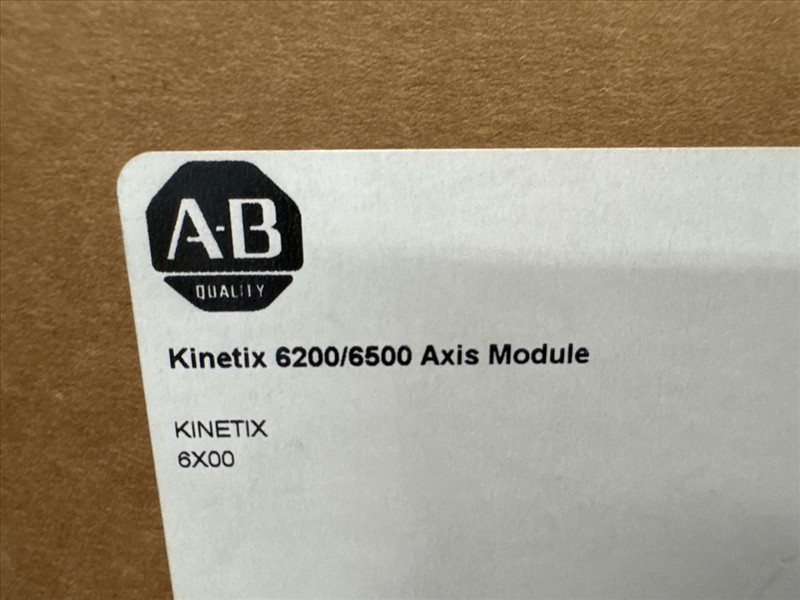 A-B
QUALITY
Kinetix 6200/6500 Axis Module
KINETIX
6X00